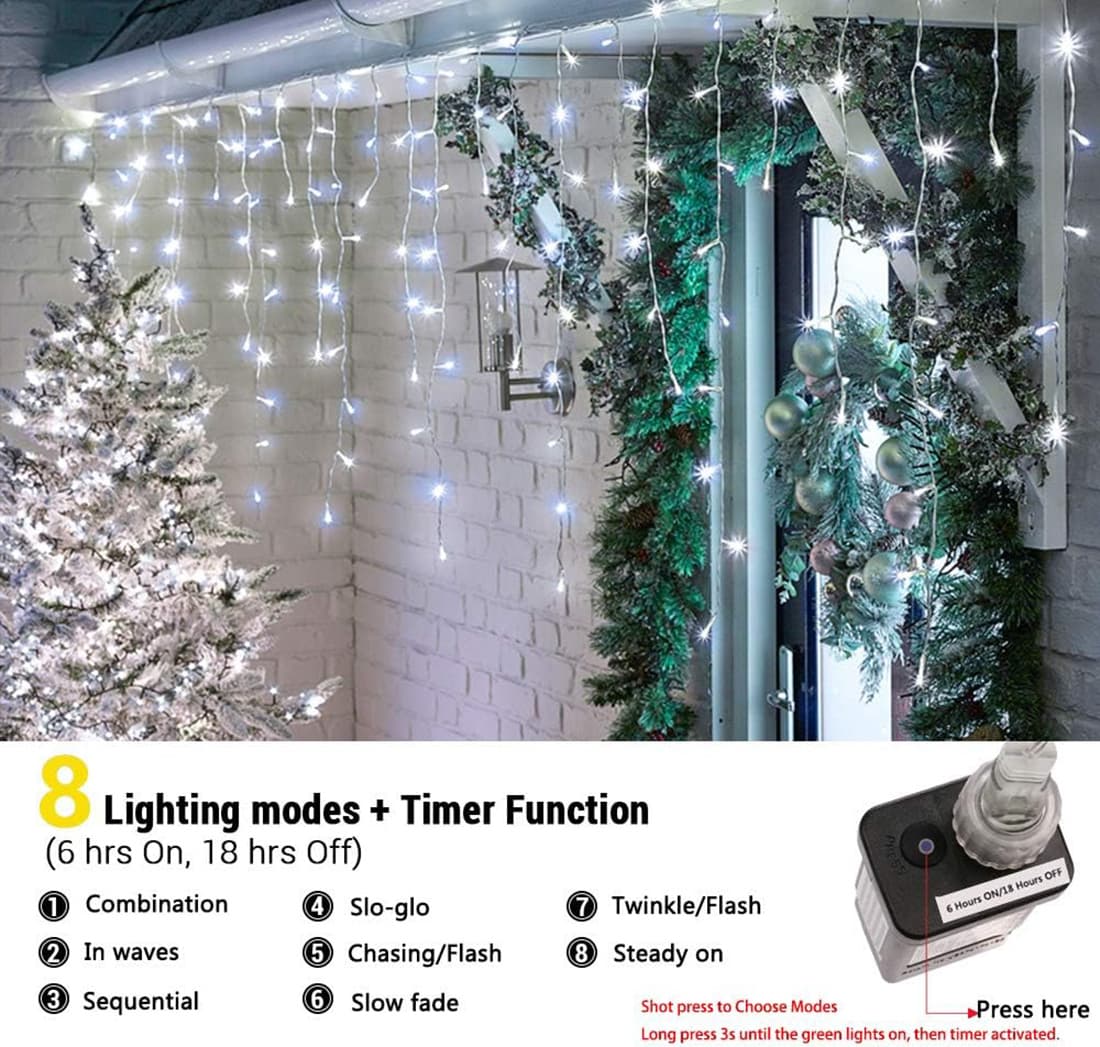 8 Lighting modes + Timer Function
(6 hrs On, 18 hrs Off)
1 Combination
2 In waves
3 Sequential
4 Slo-glo
5 Chasing/Flash
6 Slow fade
7 Twinkle/Flash
8 Steady on
6 Hours ON/18 Hours OFF
Press here
Shot press to Choose Modes
Long press 3s until the green lights on, then timer activated.